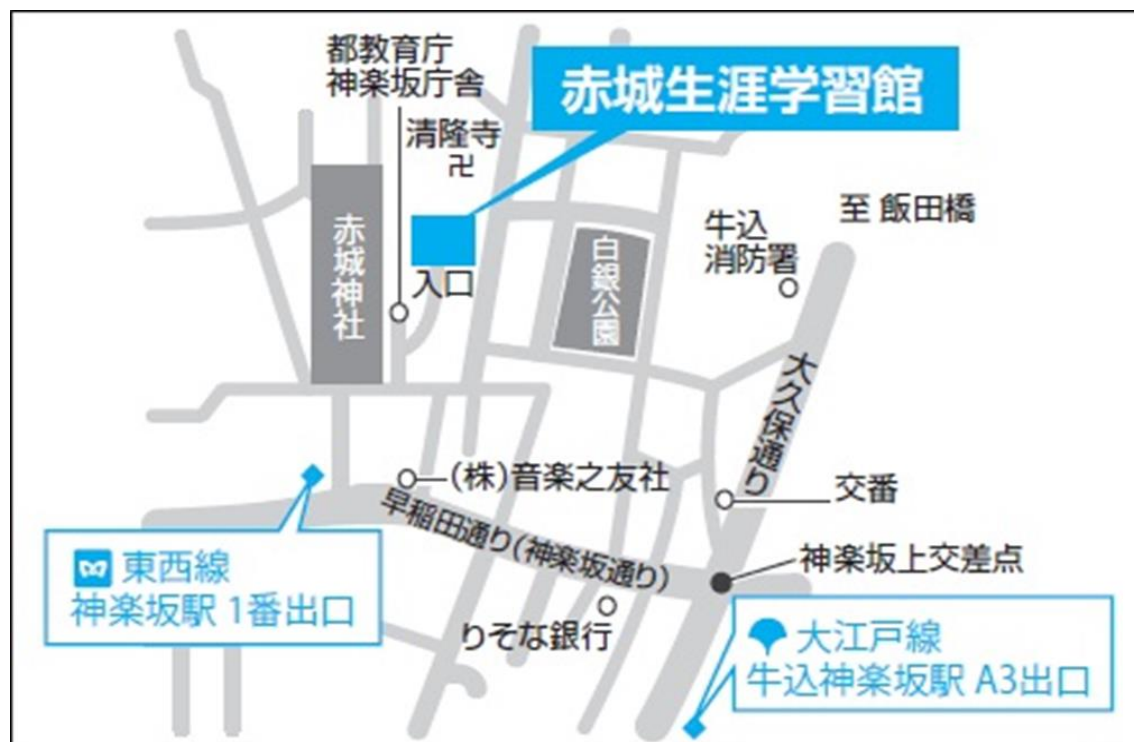 都教育庁
神楽坂庁舎
赤城生涯学習館
清隆寺
卍
至 飯田橋
牛込
消防署
赤城神社
白銀公園
入口
大久保通り
(株)音楽之友社
交番
早稲田通り(神楽坂通り)
神楽坂上交差点
東西線
神楽坂駅 1番出口
りそな銀行
大江戸線
牛込神楽坂駅 A3出口